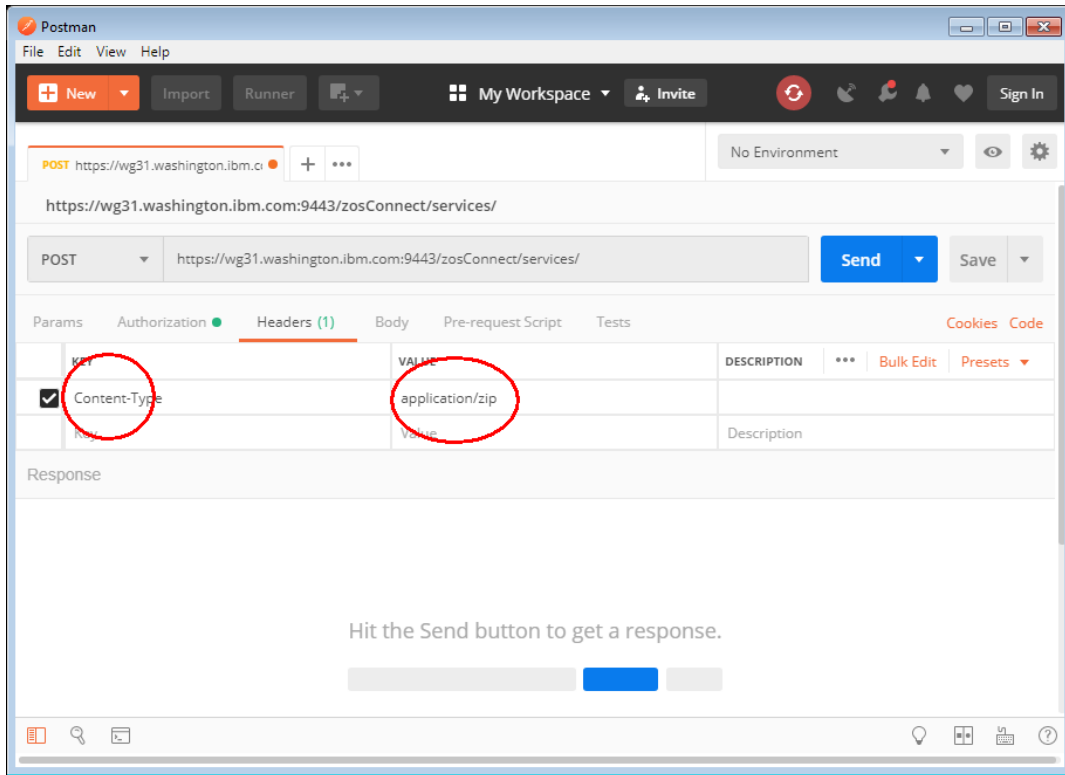 Postman
File Edit View Help
New Import Runner My Workspace Invite Sign In
POST https://wg31.washington.ibm.c No Environment
https://wg31.washington.ibm.com:9443/zosConnect/services/
POST https://wg31.washington.ibm.com:9443/zosConnect/services/ Send Save
Params Authorization Headers (1) Body Pre-request Script Tests Cookies Code
KEY VALUE DESCRIPTION Bulk Edit Presets
Content-Type application/zip
Key Value Description
Response
Hit the Send button to get a response.